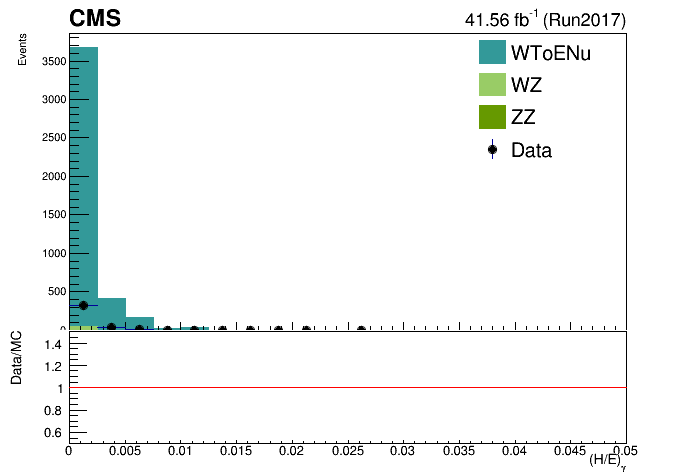 CMS
41.56 fb-1 (Run2017)
Events
3500
3000
2500
2000
1500
1000
500
0
WToENu
WZ
ZZ
Data
Data/MC
1.4
1.2
1
0.8
0.6
0 0.005 0.01 0.015 0.02 0.025 0.03 0.035 0.04 0.045 0.05
(H/E)γ